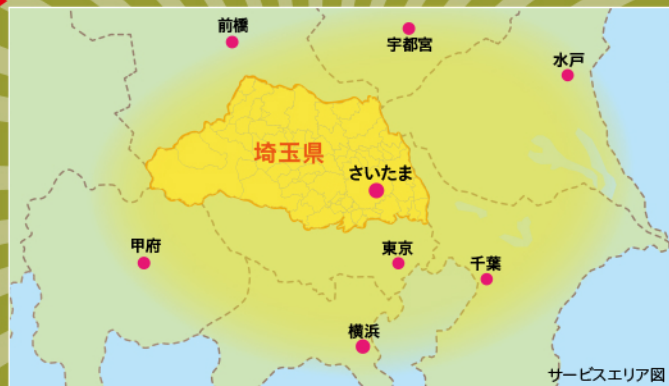 前橋
宇都宮
水戸
埼玉県
さいたま
甲府
東京
千葉
横浜
サービスエリア図